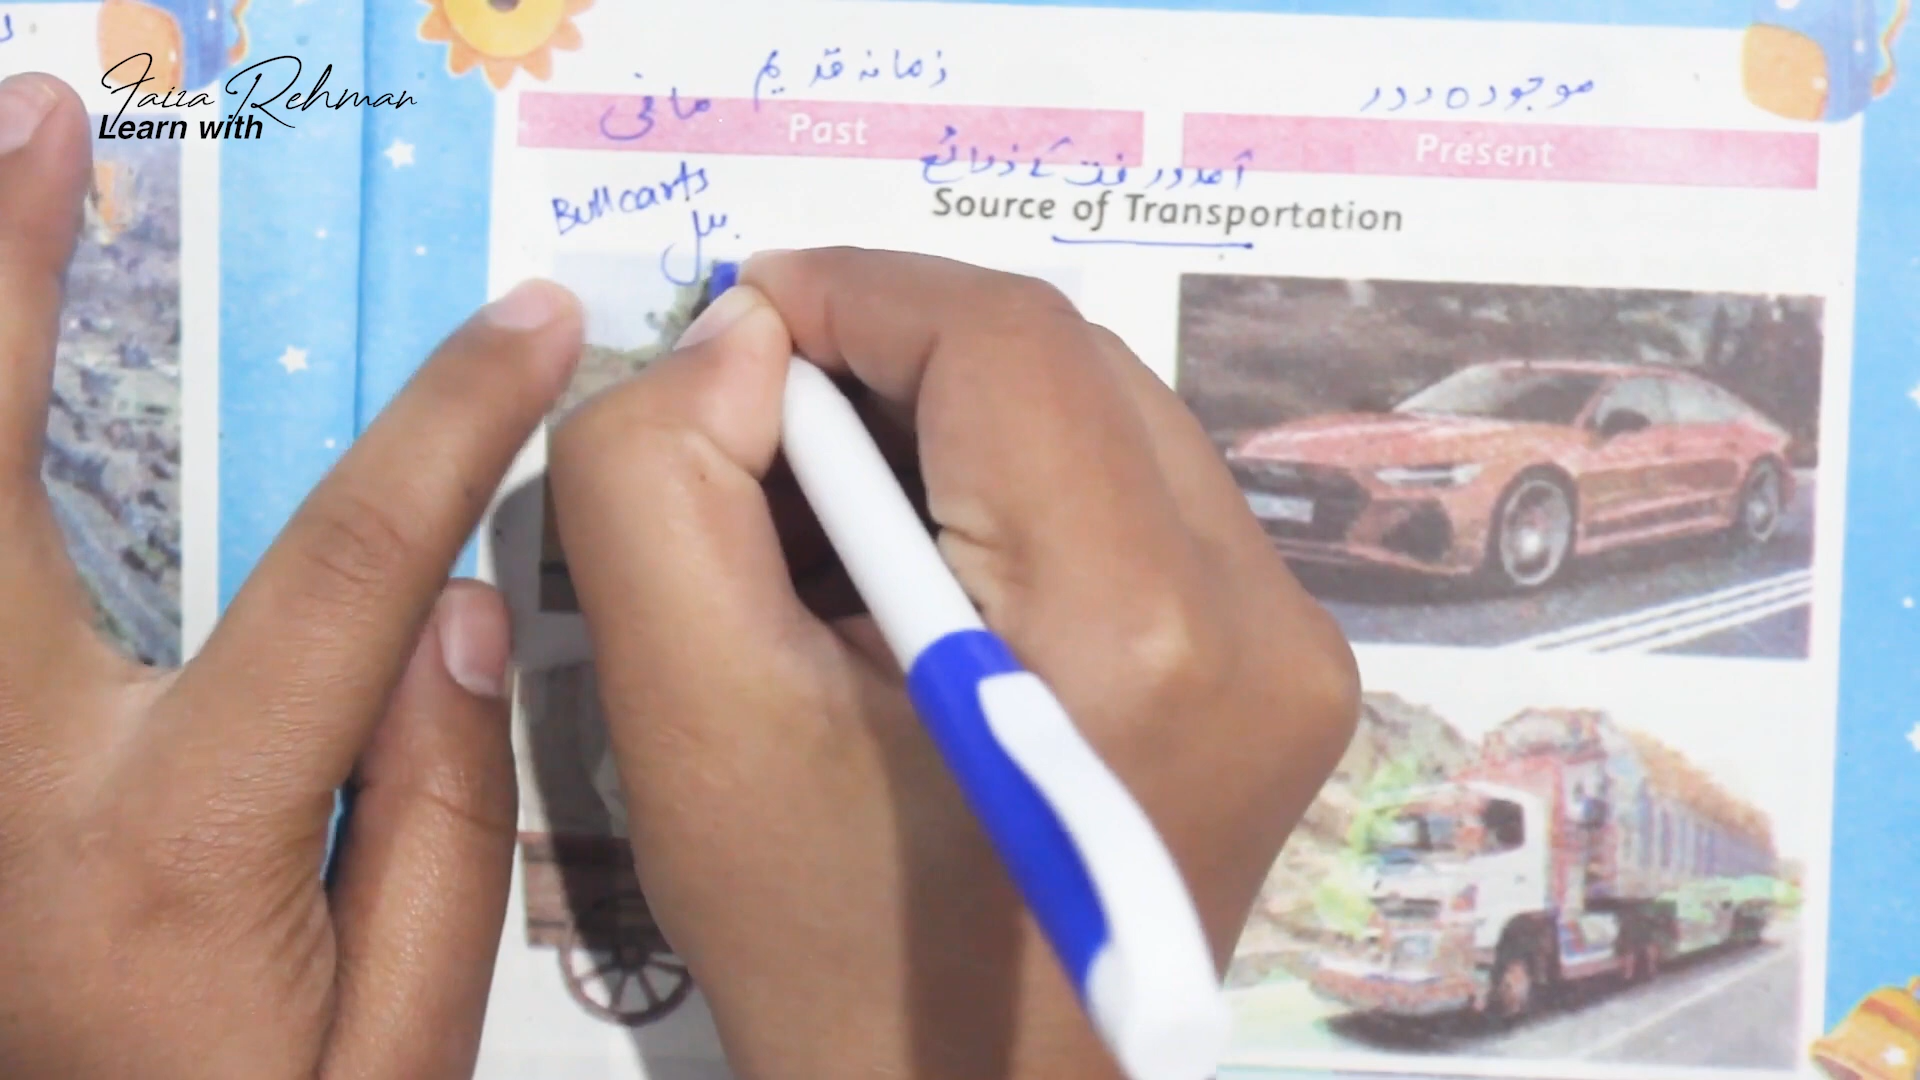 Faiza Rehman
Learn with
زمانہ قدیم
ماضی
موجودہ دور
Past
Present
آمدورفت کے ذرائع
Bullcarts
Source of Transportation
بیل